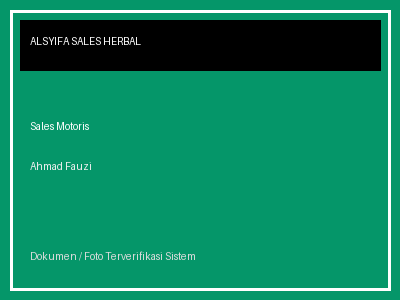 ALSYIFA SALES HERBAL
Sales Motoris
Ahmad Fauzi
Dokumen / Foto Terverifikasi Sistem